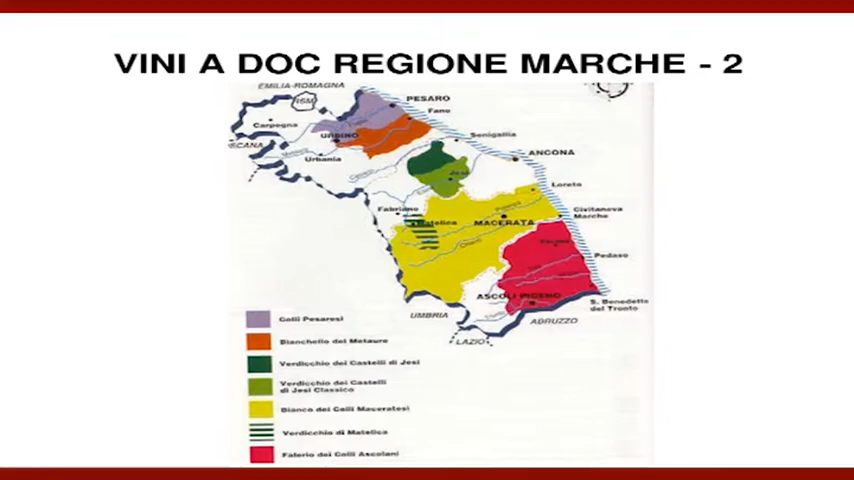 VINI A DOC REGIONE MARCHE - 2
EMILIA-ROMAGNA
RSM
PESARO
Fano
Carpegna
URBINO
Senigallia
SCANA
Urbania
ANCONA
Jesi
Loreto
Fabriano
Matelica
MACERATA
Civitanova
Marche
Fermo
Pedaso
ASCOLI PICENO
S. Benedetto
del Tronto
UMBRIA
ABRUZZO
LAZIO
Colli Pesaresi
Bianchello del Metauro
Verdicchio dei Castelli di Jesi
Verdicchio dei Castelli
di Jesi Classico
Bianco dei Colli Maceratesi
Verdicchio di Matelica
Falerio dei Colli Ascolani